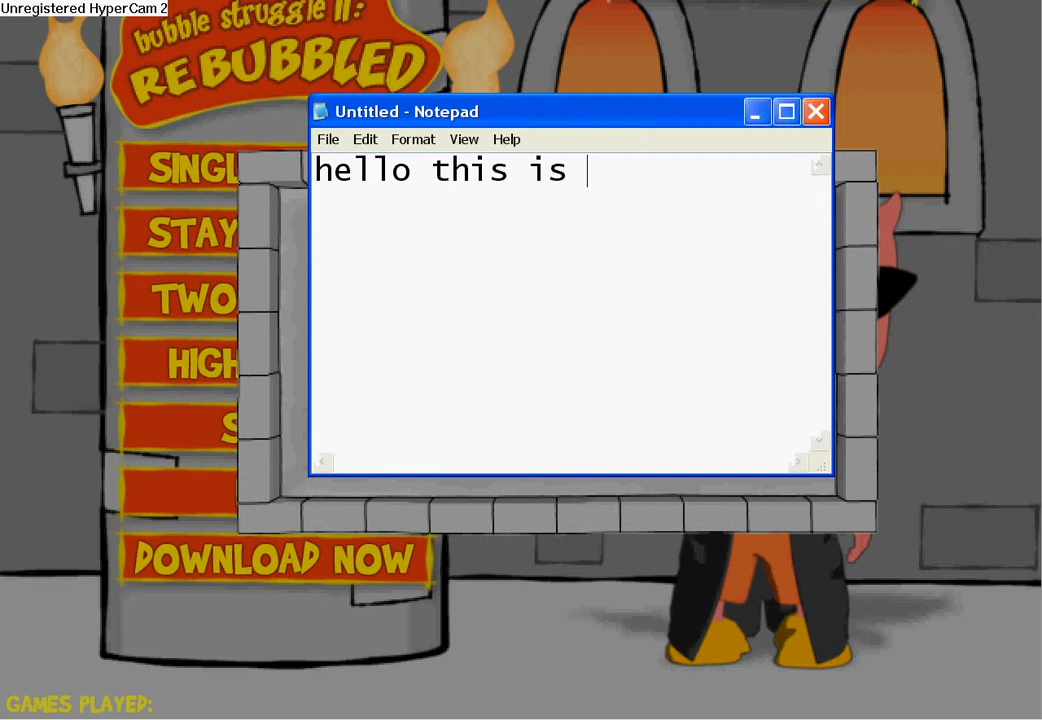 Unregistered HyperCam 2
bubble struggle II:
REBUBBLED
Untitled - Notepad
File Edit Format View Help
hello this is
SINGL
STAY
TWO
HIGH
S
DOWNLOAD NOW
GAMES PLAYED: